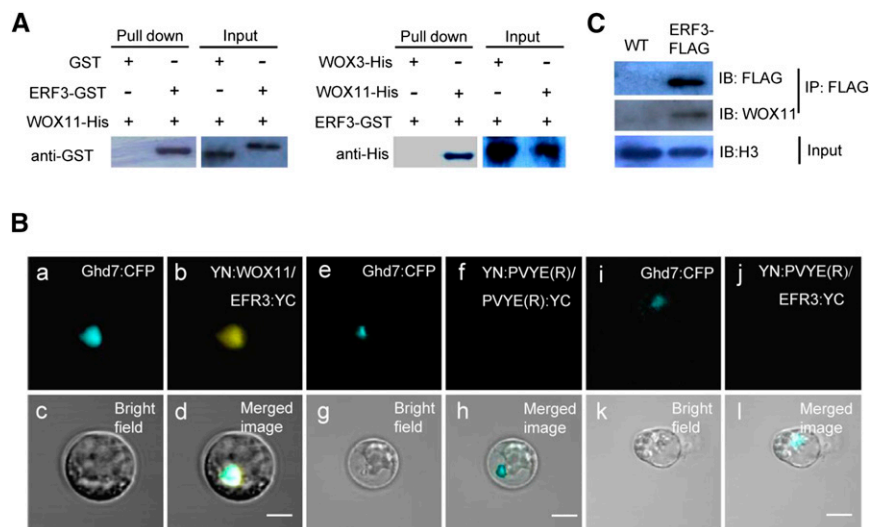 A
Pull down Input
GST + - + -
ERF3-GST - + - +
WOX11-His + + + +
anti-GST
Pull down Input
WOX3-His + - + -
WOX11-His - + - +
ERF3-GST + + + +
anti-His
C
WT ERF3-
FLAG
IB: FLAG
IB: WOX11
IP: FLAG
IB:H3 Input
B
a Ghd7:CFP
b YN:WOX11/
EFR3:YC
e Ghd7:CFP
f YN:PVYE(R)/
PVYE(R):YC
i Ghd7:CFP
j YN:PVYE(R)/
EFR3:YC
c Bright
field
d Merged
image
g Bright
field
h Merged
image
k Bright
field
l Merged
image